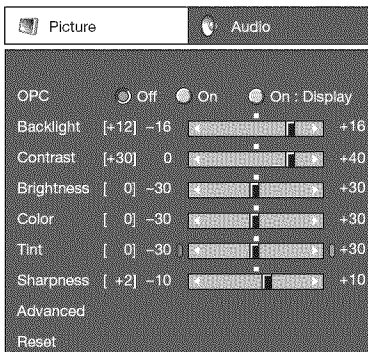 Picture Audio
OPC Off On On : Display
Backlight [+12] −16 +16
Contrast [+30] 0 +40
Brightness [ 0] −30 +30
Color [ 0] −30 +30
Tint [ 0] −30 +30
Sharpness [ +2] −10 +10
Advanced
Reset